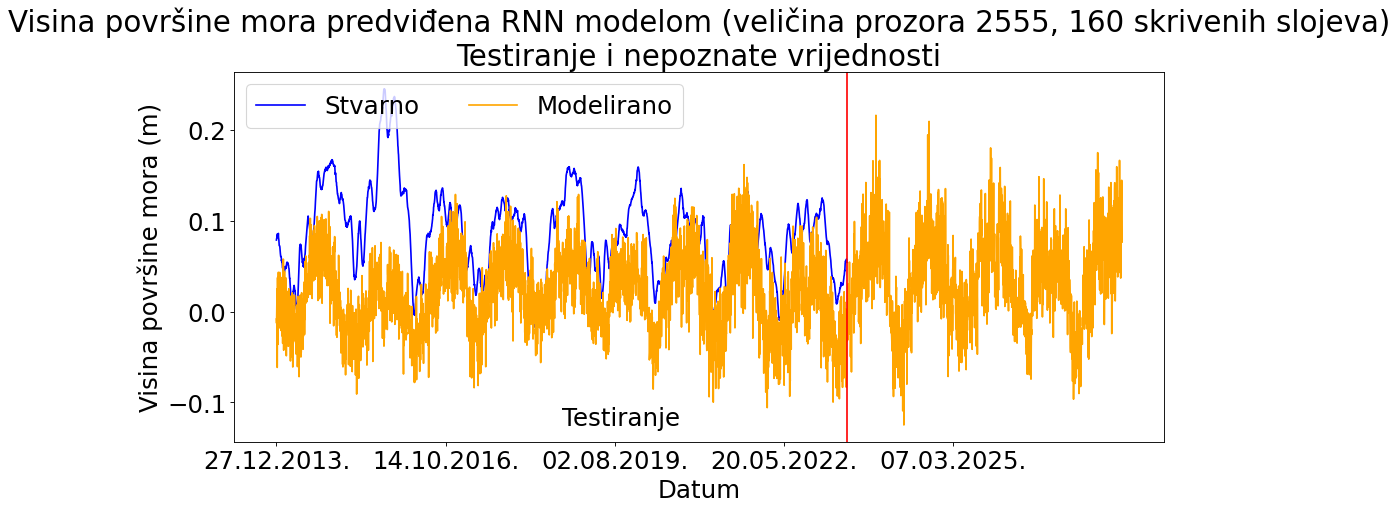 Visina površine mora predviđena RNN modelom (veličina prozora 2555, 160 skrivenih slojeva)
Testiranje i nepoznate vrijednosti
Stvarno Modelirano
Visina površine mora (m)
0.2
0.1
0.0
−0.1
Testiranje
27.12.2013. 14.10.2016. 02.08.2019. 20.05.2022. 07.03.2025.
Datum